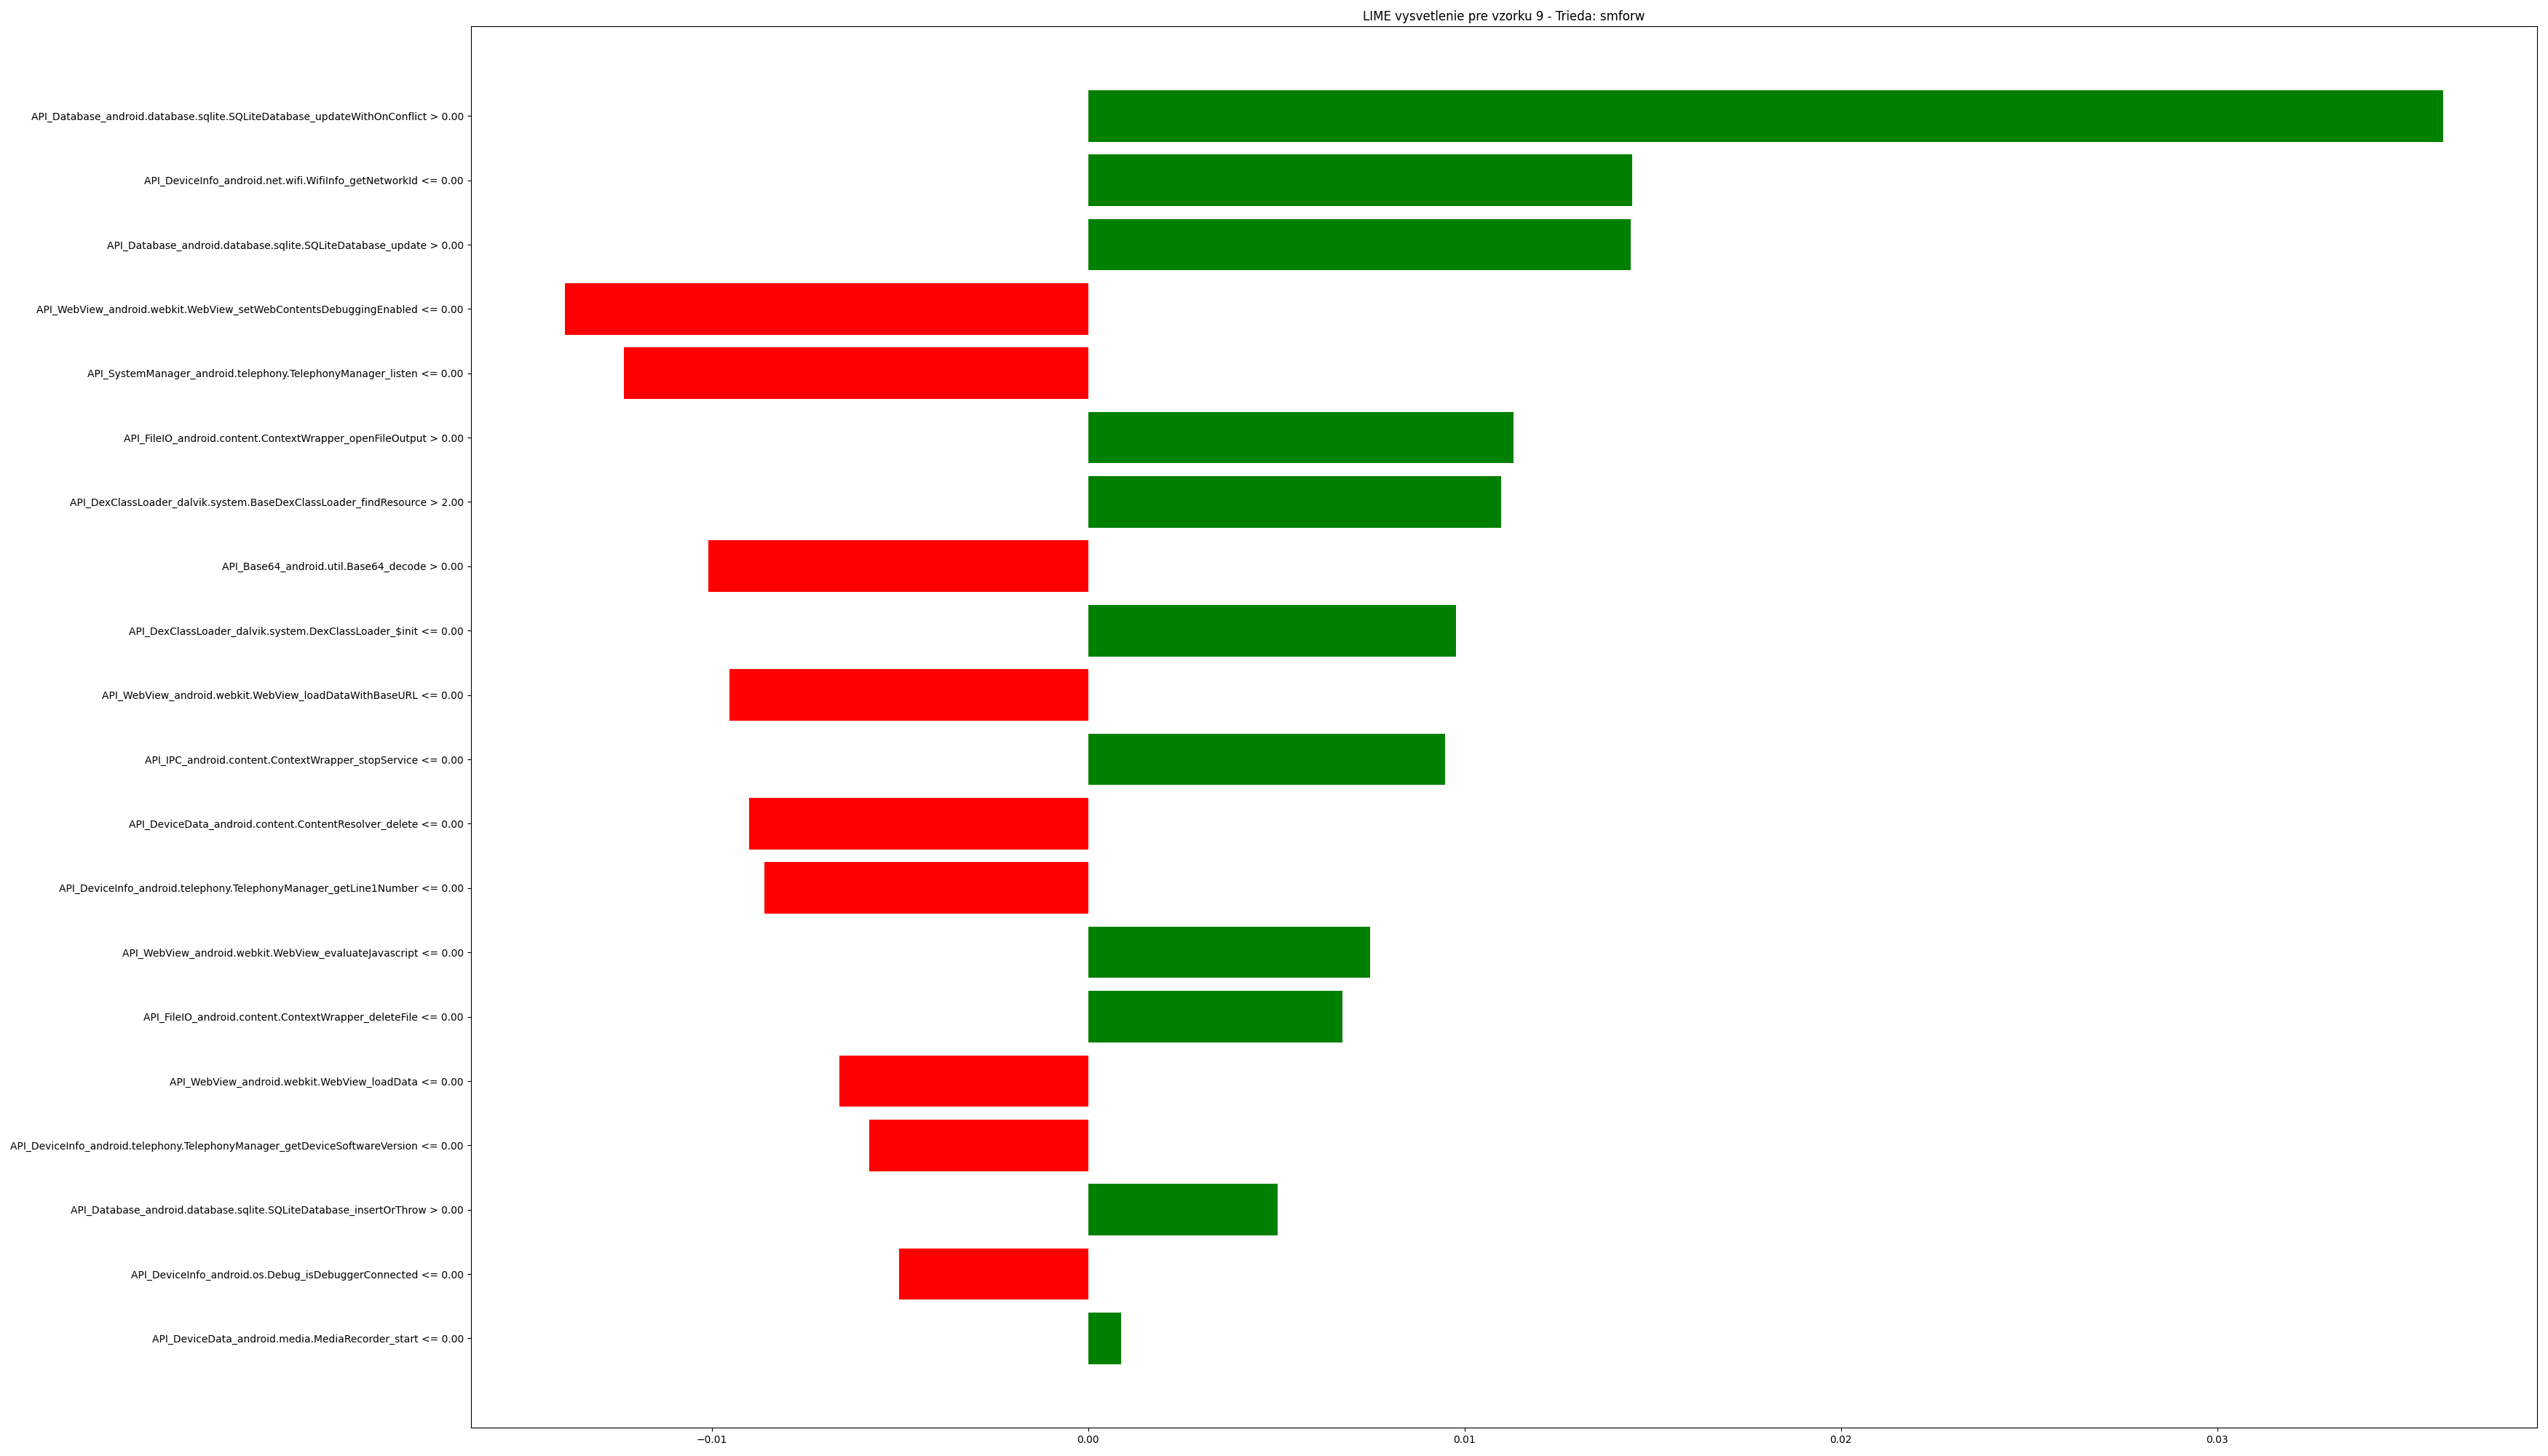 LIME vysvetlenie pre vzorku 9 - Trieda: smforw
API_Database_android.database.sqlite.SQLiteDatabase_updateWithOnConflict > 0.00
API_DeviceInfo_android.net.wifi.WifiInfo_getNetworkId <= 0.00
API_Database_android.database.sqlite.SQLiteDatabase_update > 0.00
API_WebView_android.webkit.WebView_setWebContentsDebuggingEnabled <= 0.00
API_SystemManager_android.telephony.TelephonyManager_listen <= 0.00
API_FileIO_android.content.ContextWrapper_openFileOutput > 0.00
API_DexClassLoader_dalvik.system.BaseDexClassLoader_findResource > 2.00
API_Base64_android.util.Base64_decode > 0.00
API_DexClassLoader_dalvik.system.DexClassLoader_$init <= 0.00
API_WebView_android.webkit.WebView_loadDataWithBaseURL <= 0.00
API_IPC_android.content.ContextWrapper_stopService <= 0.00
API_DeviceData_android.content.ContentResolver_delete <= 0.00
API_DeviceInfo_android.telephony.TelephonyManager_getLine1Number <= 0.00
API_WebView_android.webkit.WebView_evaluateJavascript <= 0.00
API_FileIO_android.content.ContextWrapper_deleteFile <= 0.00
API_WebView_android.webkit.WebView_loadData <= 0.00
API_DeviceInfo_android.telephony.TelephonyManager_getDeviceSoftwareVersion <= 0.00
API_Database_android.database.sqlite.SQLiteDatabase_insertOrThrow > 0.00
API_DeviceInfo_android.os.Debug_isDebuggerConnected <= 0.00
API_DeviceData_android.media.MediaRecorder_start <= 0.00
−0.01 0.00 0.01 0.02 0.03